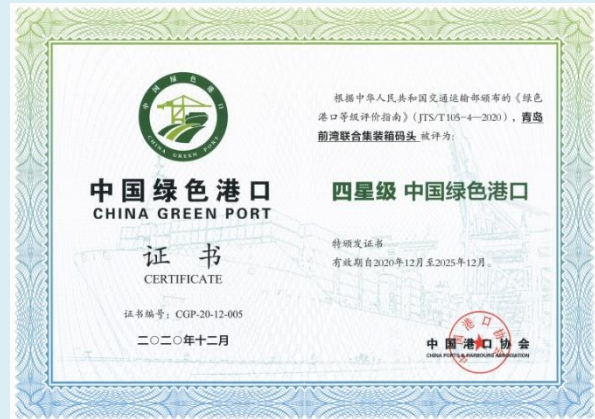 中国绿色港口
CHINA GREEN PORT
中国绿色港口
CHINA GREEN PORT
证书
CERTIFICATE
证书编号：CGP-20-12-005
二〇二〇年十二月
根据中华人民共和国交通运输部颁布的《绿色
港口等级评价指南》（JTS/T105-4—2020），青岛
前湾联合集装箱码头 被评为：
四星级 中国绿色港口
特颁发证书
有效期自2020年12月至2025年12月。
中国港口协会
CHINA PORTS & HARBOURS ASSOCIATION
中国港口协会